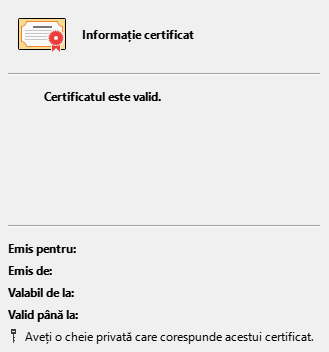 Informație certificat
Certificatul este valid.
Emis pentru:
Emis de:
Valabil de la:
Valid până la:
Aveți o cheie privată care corespunde acestui certificat.